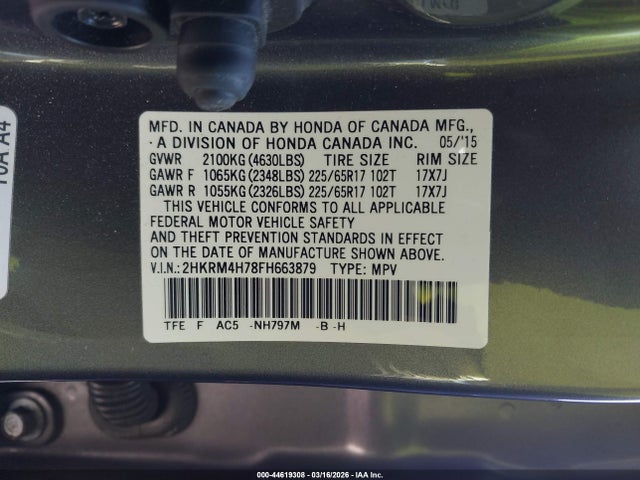 MFD. IN CANADA BY HONDA OF CANADA MFG.,
A DIVISION OF HONDA CANADA INC. 05/'15
GVWR 2100KG (4630LBS) TIRE SIZE RIM SIZE
GAWR F 1065KG (2348LBS) 225/65R17 102T 17X7J
GAWR R 1055KG (2326LBS) 225/65R17 102T 17X7J
THIS VEHICLE CONFORMS TO ALL APPLICABLE
FEDERAL MOTOR VEHICLE SAFETY
AND THEFT PREVENTION STANDARDS IN EFFECT
ON THE DATE OF MANUFACTURE SHOWN ABOVE.
V.I.N.: 2HKRM4H78FH663879 TYPE: MPV
TFE F AC5 -NH797M -B -H
10A A4
000-44619308 - 03/16/2026 - IAA Inc.